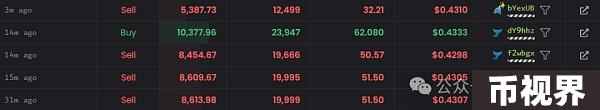 3m ago Sell 5,387.73 12,499 32.21 $0.4310 bYexUB
14m ago Buy 10,377.96 23,947 62.080 $0.4333 dY9hhz
14m ago Sell 8,454.67 19,666 50.57 $0.4298 f2wbgx
15m ago Sell 8,609.67 19,995 51.50 $0.4305 公众
31m ago Sell 8,613.98 19,999 51.50 $0.4307 币视界